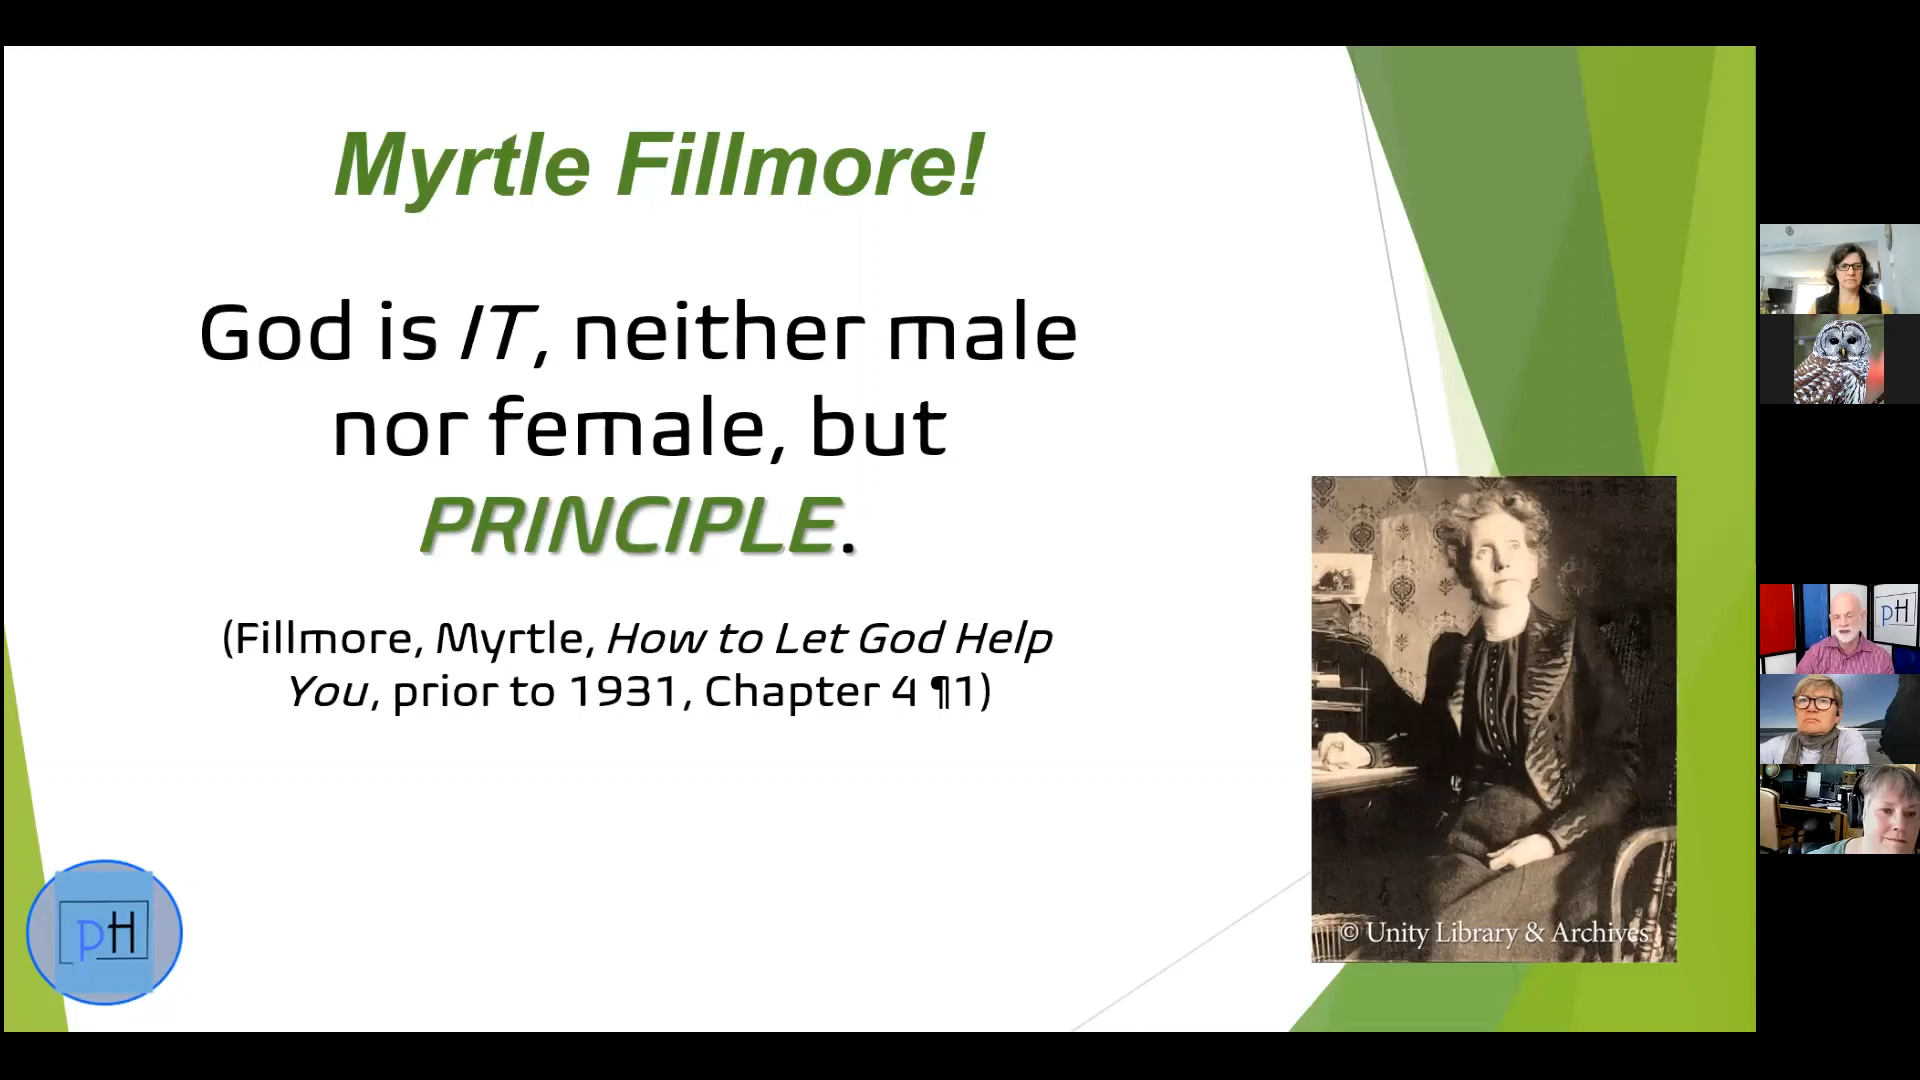 Myrtle Fillmore!
God is IT, neither male
nor female, but
PRINCIPLE.
(Fillmore, Myrtle, How to Let God Help
You, prior to 1931, Chapter 4 ¶1)
© Unity Library & Archives
pH
pH